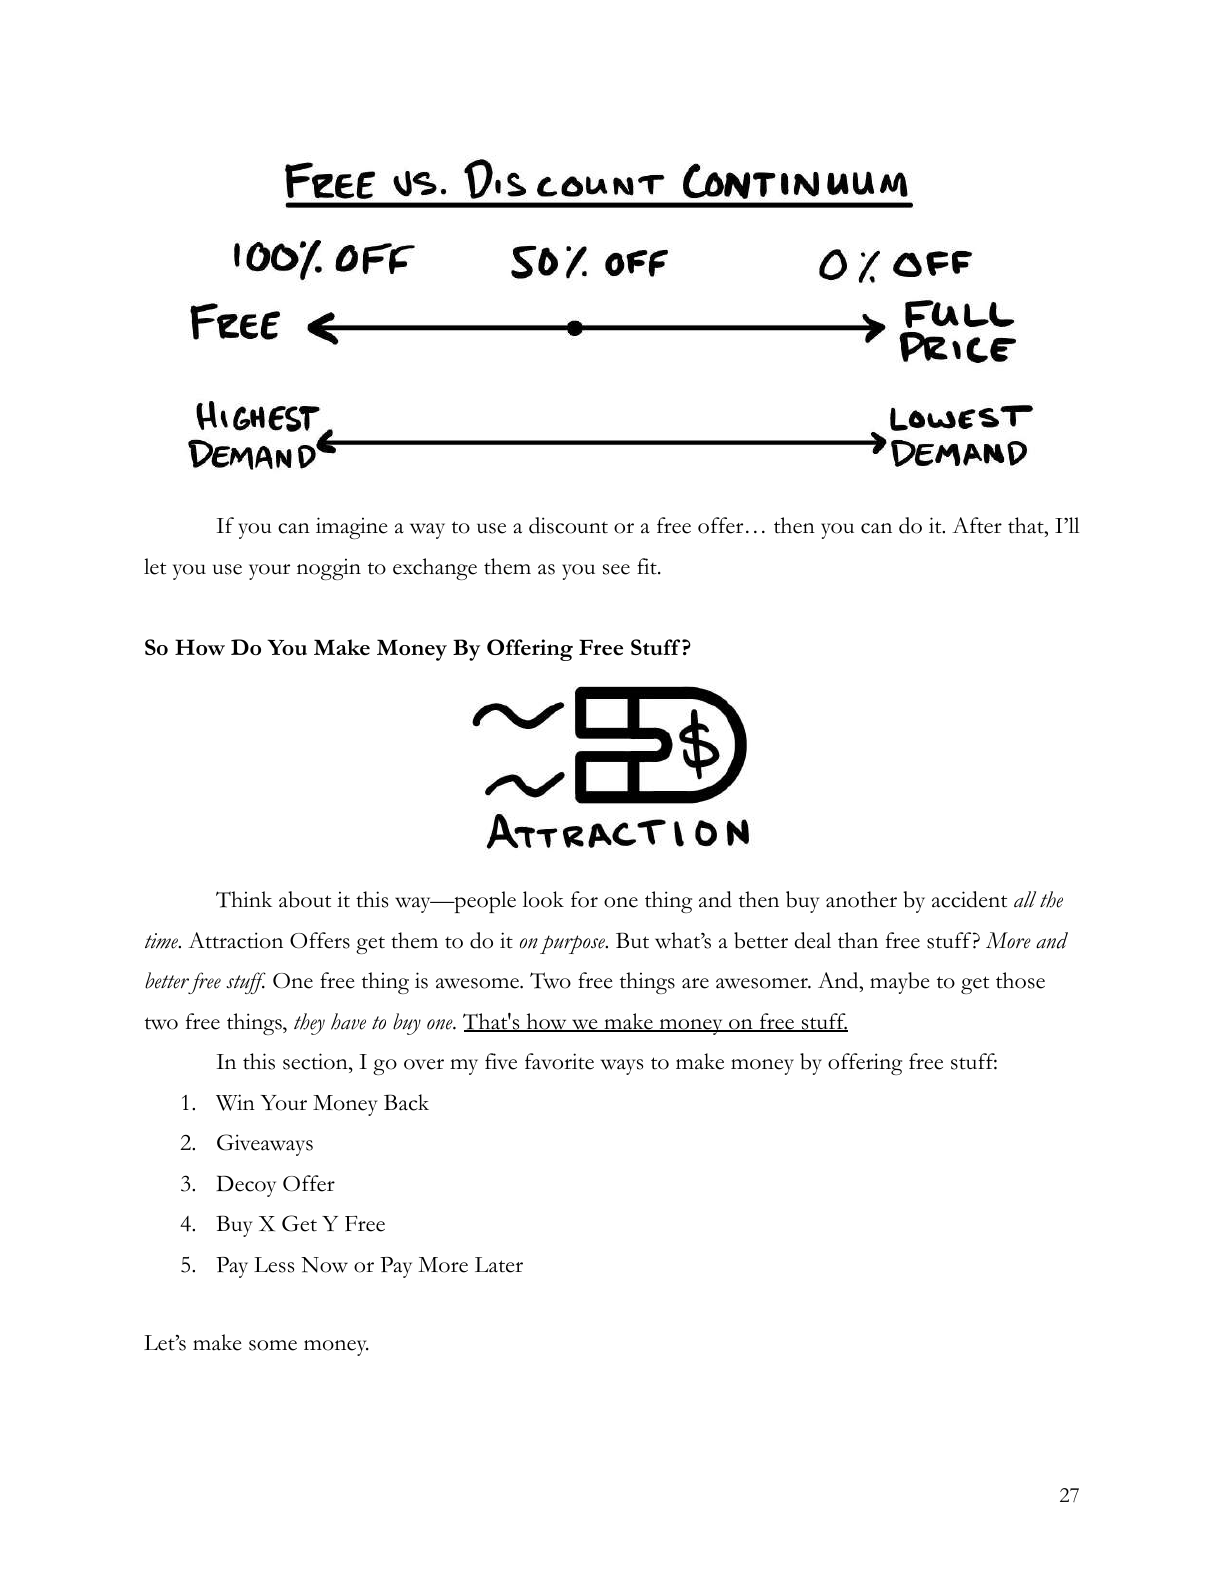 FREE VS. DISCOUNT CONTINUUM
100% OFF 50% OFF 0% OFF
FREE FULL PRICE
HIGHEST DEMAND LOWEST DEMAND
If you can imagine a way to use a discount or a free offer… then you can do it. After that, I’ll
let you use your noggin to exchange them as you see fit.
So How Do You Make Money By Offering Free Stuff?
$
ATTRACTION
Think about it this way—people look for one thing and then buy another by accident all the
time. Attraction Offers get them to do it on purpose. But what’s a better deal than free stuff? More and
better free stuff. One free thing is awesome. Two free things are awesomer. And, maybe to get those
two free things, they have to buy one. That's how we make money on free stuff.
In this section, I go over my five favorite ways to make money by offering free stuff:
1. Win Your Money Back
2. Giveaways
3. Decoy Offer
4. Buy X Get Y Free
5. Pay Less Now or Pay More Later
Let’s make some money.
27